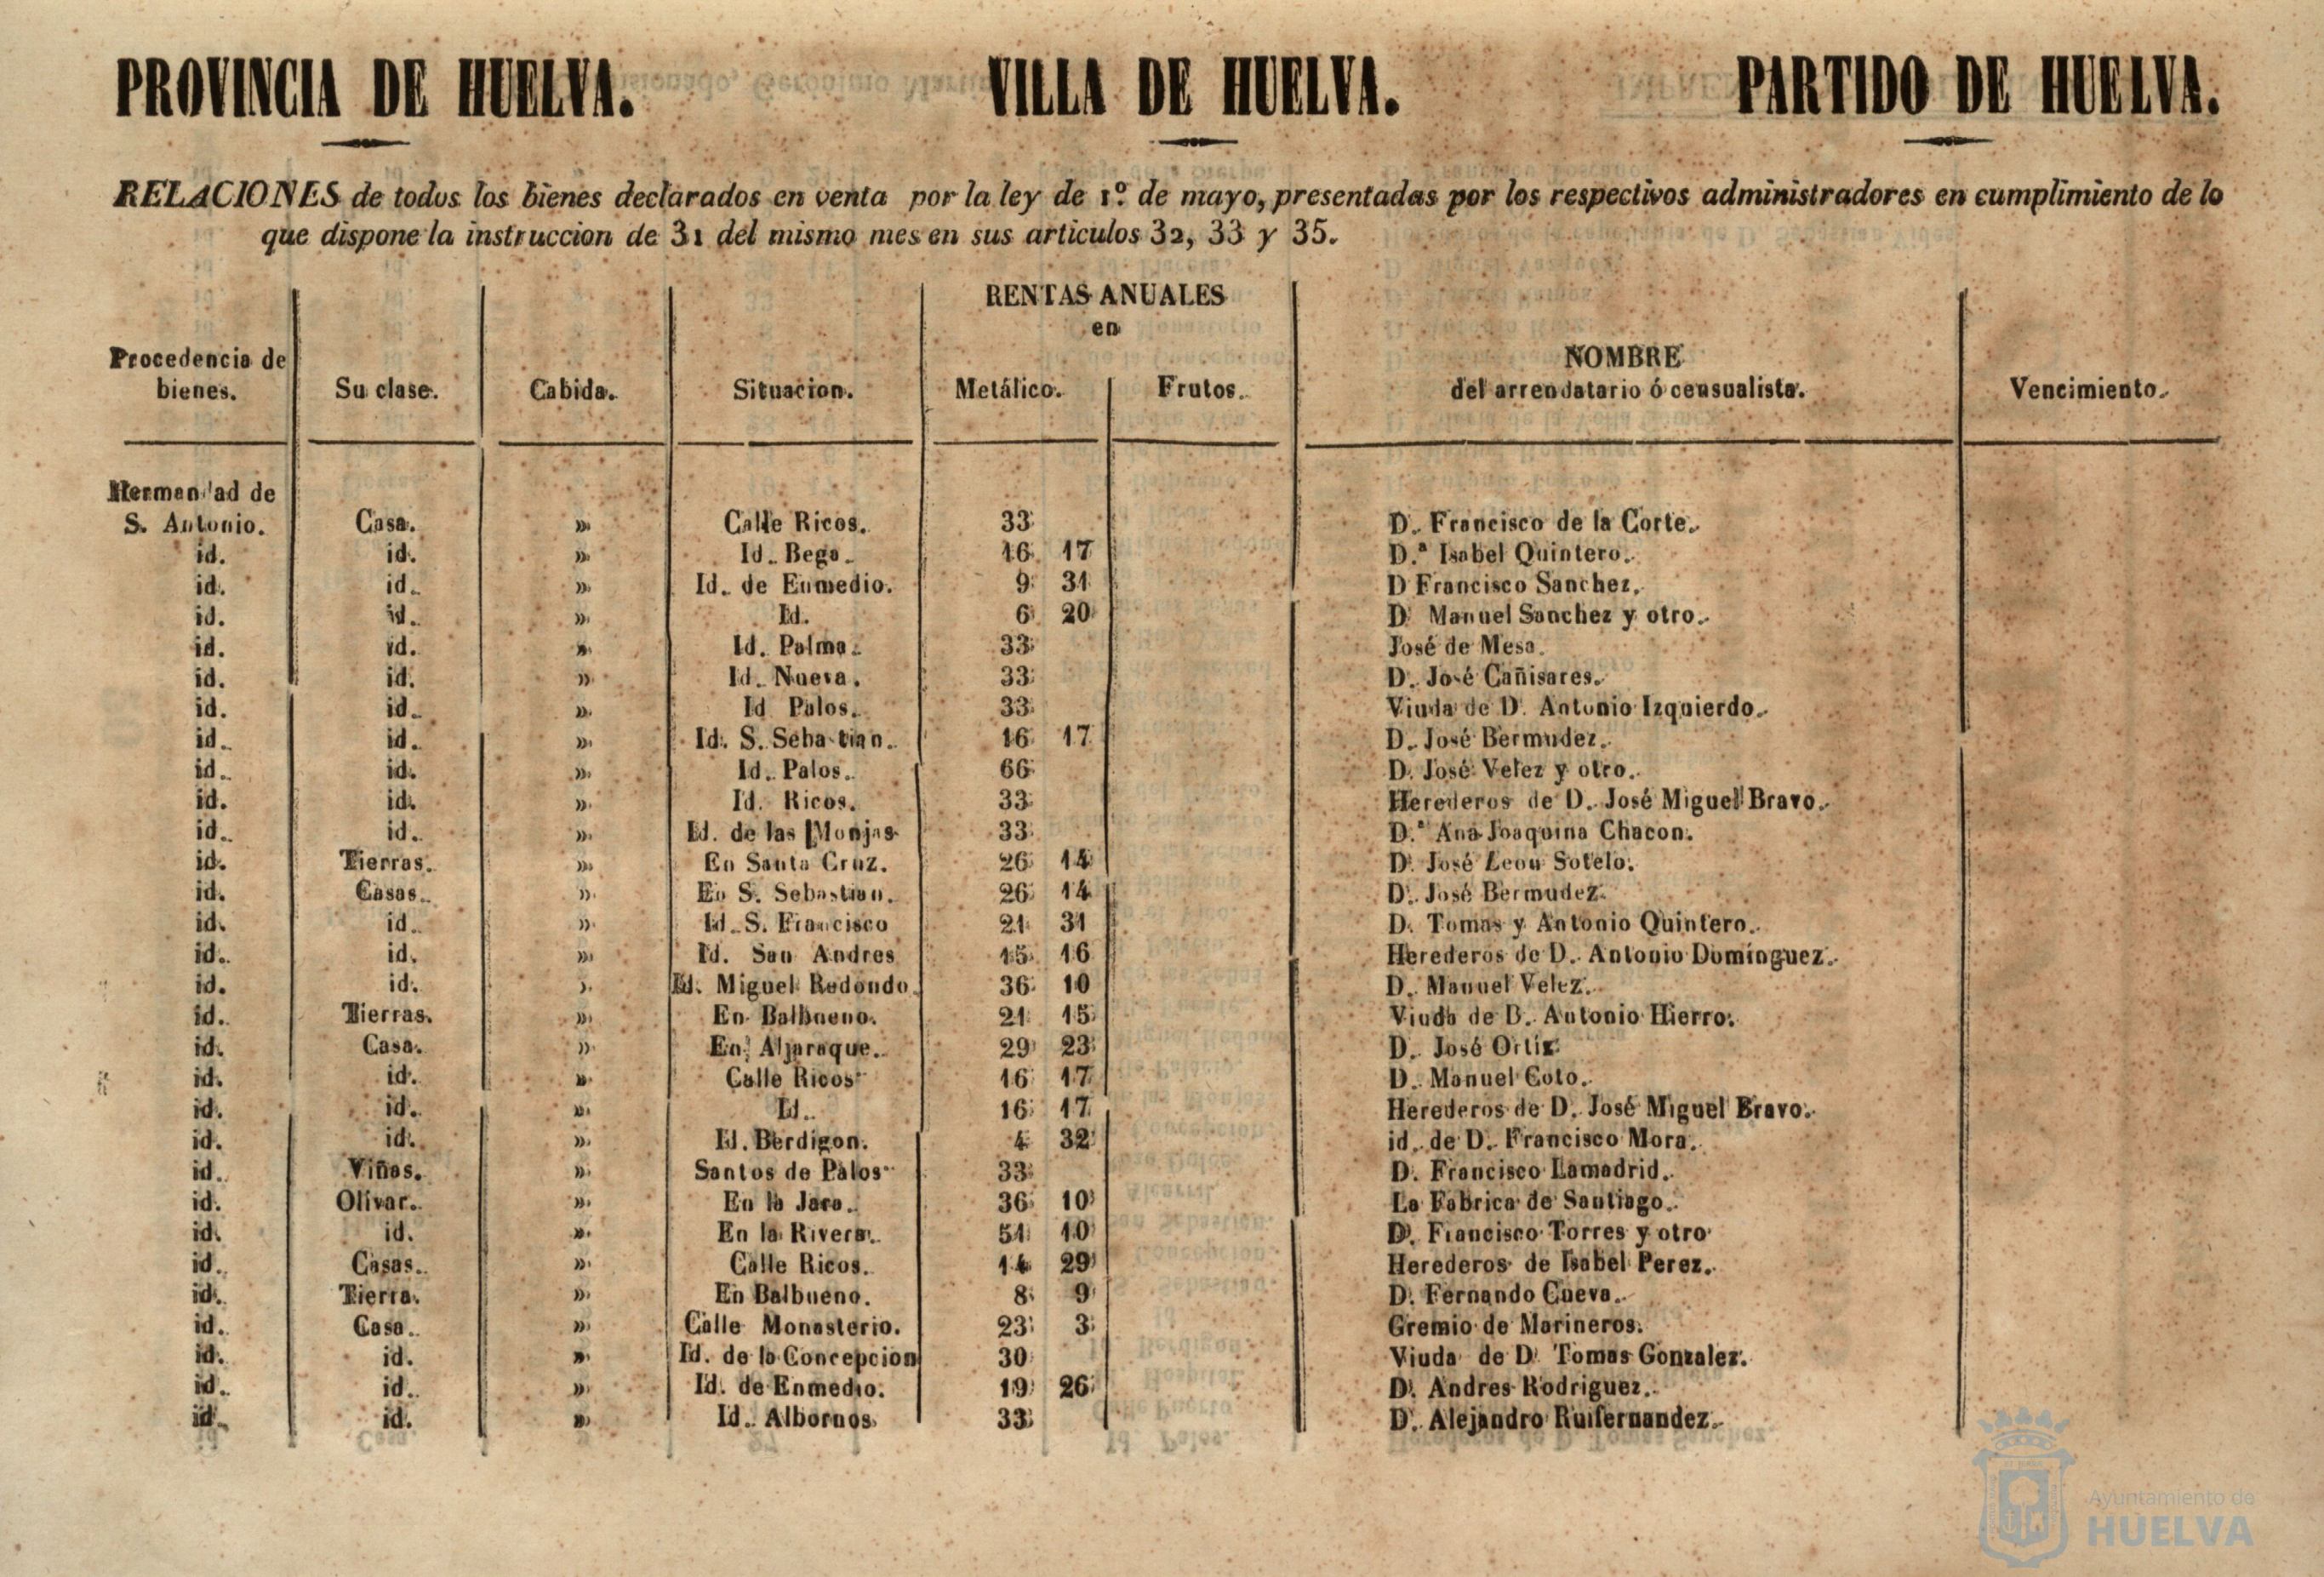 PROVINCIA DE HUELVA. VILLA DE HUELVA. PARTIDO DE HUELVA.
RELACIONES de todos los bienes declarados en venta por la ley de 1.º de mayo, presentadas por los respectivos administradores en cumplimiento de lo
que dispone la instruccion de 31 del mismo mes en sus articulos 32, 33 y 35.
RENTAS ANUALES
en
Procedencia de bienes. Su clase. Cabida. Situacion. Metálico. Frutos. NOMBRE del arrendatario ó censualista. Vencimiento.
Hermandad de
S. Antonio. Casa. » Calle Ricos. 33 D. Francisco de la Corte.
id. id. » Id. Bega. 16 17 D.ª Isabel Quintero.
id. id. » Id. de Enmedio. 9 31 D Francisco Sanchez.
id. id. » Id. 6 20 D Manuel Sanchez y otro.
id. id. » Id. Palma. 33 José de Mesa.
id. id. » Id. Nueva. 33 D. José Cañisares.
id. id. » Id Palos. 33 Viuda de D. Antonio Izquierdo.
id. id. » Id. S. Sebastian. 16 17 D. José Bermudez.
id. id. » Id. Palos. 66 D. José Velez y otro.
id. id. » Id. Ricos. 33 Herederos de D. José Miguel Bravo.
id. id. » Id. de las Monjas 33 D.ª Ana Joaquina Chacon.
id. Tierras. » En Santa Cruz. 26 14 D. José Leon Sotelo.
id. Casas. » En S. Sebastian. 26 14 D. José Bermudez.
id. id. » Id. S. Francisco 21 31 D. Tomas y Antonio Quintero.
id. id. » Id. San Andres 15 16 Herederos de D. Antonio Domínguez.
id. id. » Id. Miguel Redondo. 36 10 D. Manuel Velez.
id. Tierras. » En Balbueno. 21 15 Viuda de D. Antonio Hierro.
id. Casa. » En Aljaraque. 29 23 D. José Ortiz
id. id. » Calle Ricos 16 17 D. Manuel Coto.
id. id. » Id. 16 17 Herederos de D. José Miguel Bravo.
id. id. » Id. Berdigon. 4 32 id. de D. Francisco Mora.
id. Viñas. » Santos de Palos 33 D. Francisco Lamadrid.
id. Olivar. » En la Jara. 36 10 La Fabrica de Santiago.
id. id. » En la Rivera. 51 10 D. Francisco Torres y otro
id. Casas. » Calle Ricos. 14 29 Herederos de Isabel Perez.
id. Tierra. » En Balbueno. 8 9 D. Fernando Cueva.
id. Casa. » Calle Monasterio. 23 3 Gremio de Marineros.
id. id. » Id. de la Concepcion 30 Viuda de D Tomas Gonzalez.
id. id. » Id. de Enmedio. 19 26 D. Andres Rodriguez.
id. id. » Id. Albornos. 33 D. Alejandro Ruifernandez.
Ayuntamiento de
HUELVA